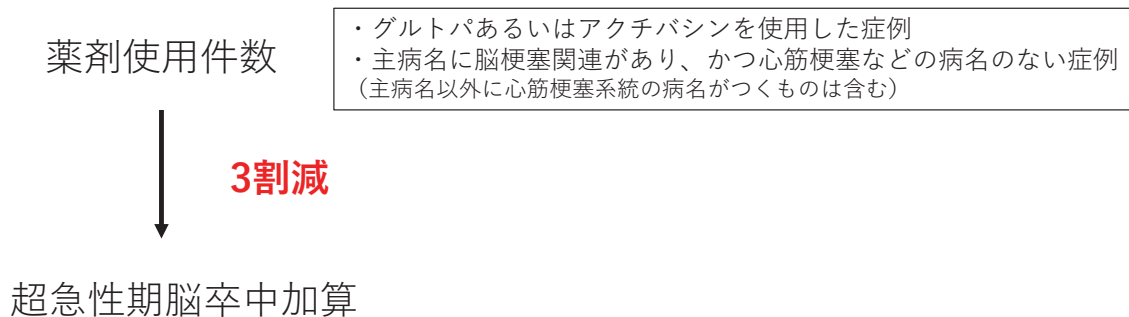 薬剤使用件数
・グルトパあるいはアクチバシンを使用した症例
・主病名に脳梗塞関連があり、かつ心筋梗塞などの病名のない症例
（主病名以外に心筋梗塞系統の病名がつくものは含む）
3割減
超急性期脳卒中加算